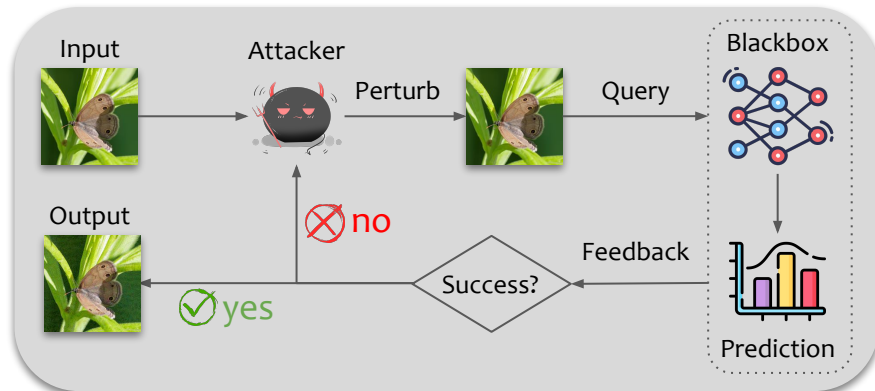 Input
Attacker
Perturb
Query
Blackbox
Output
no
yes
Success?
Feedback
Prediction